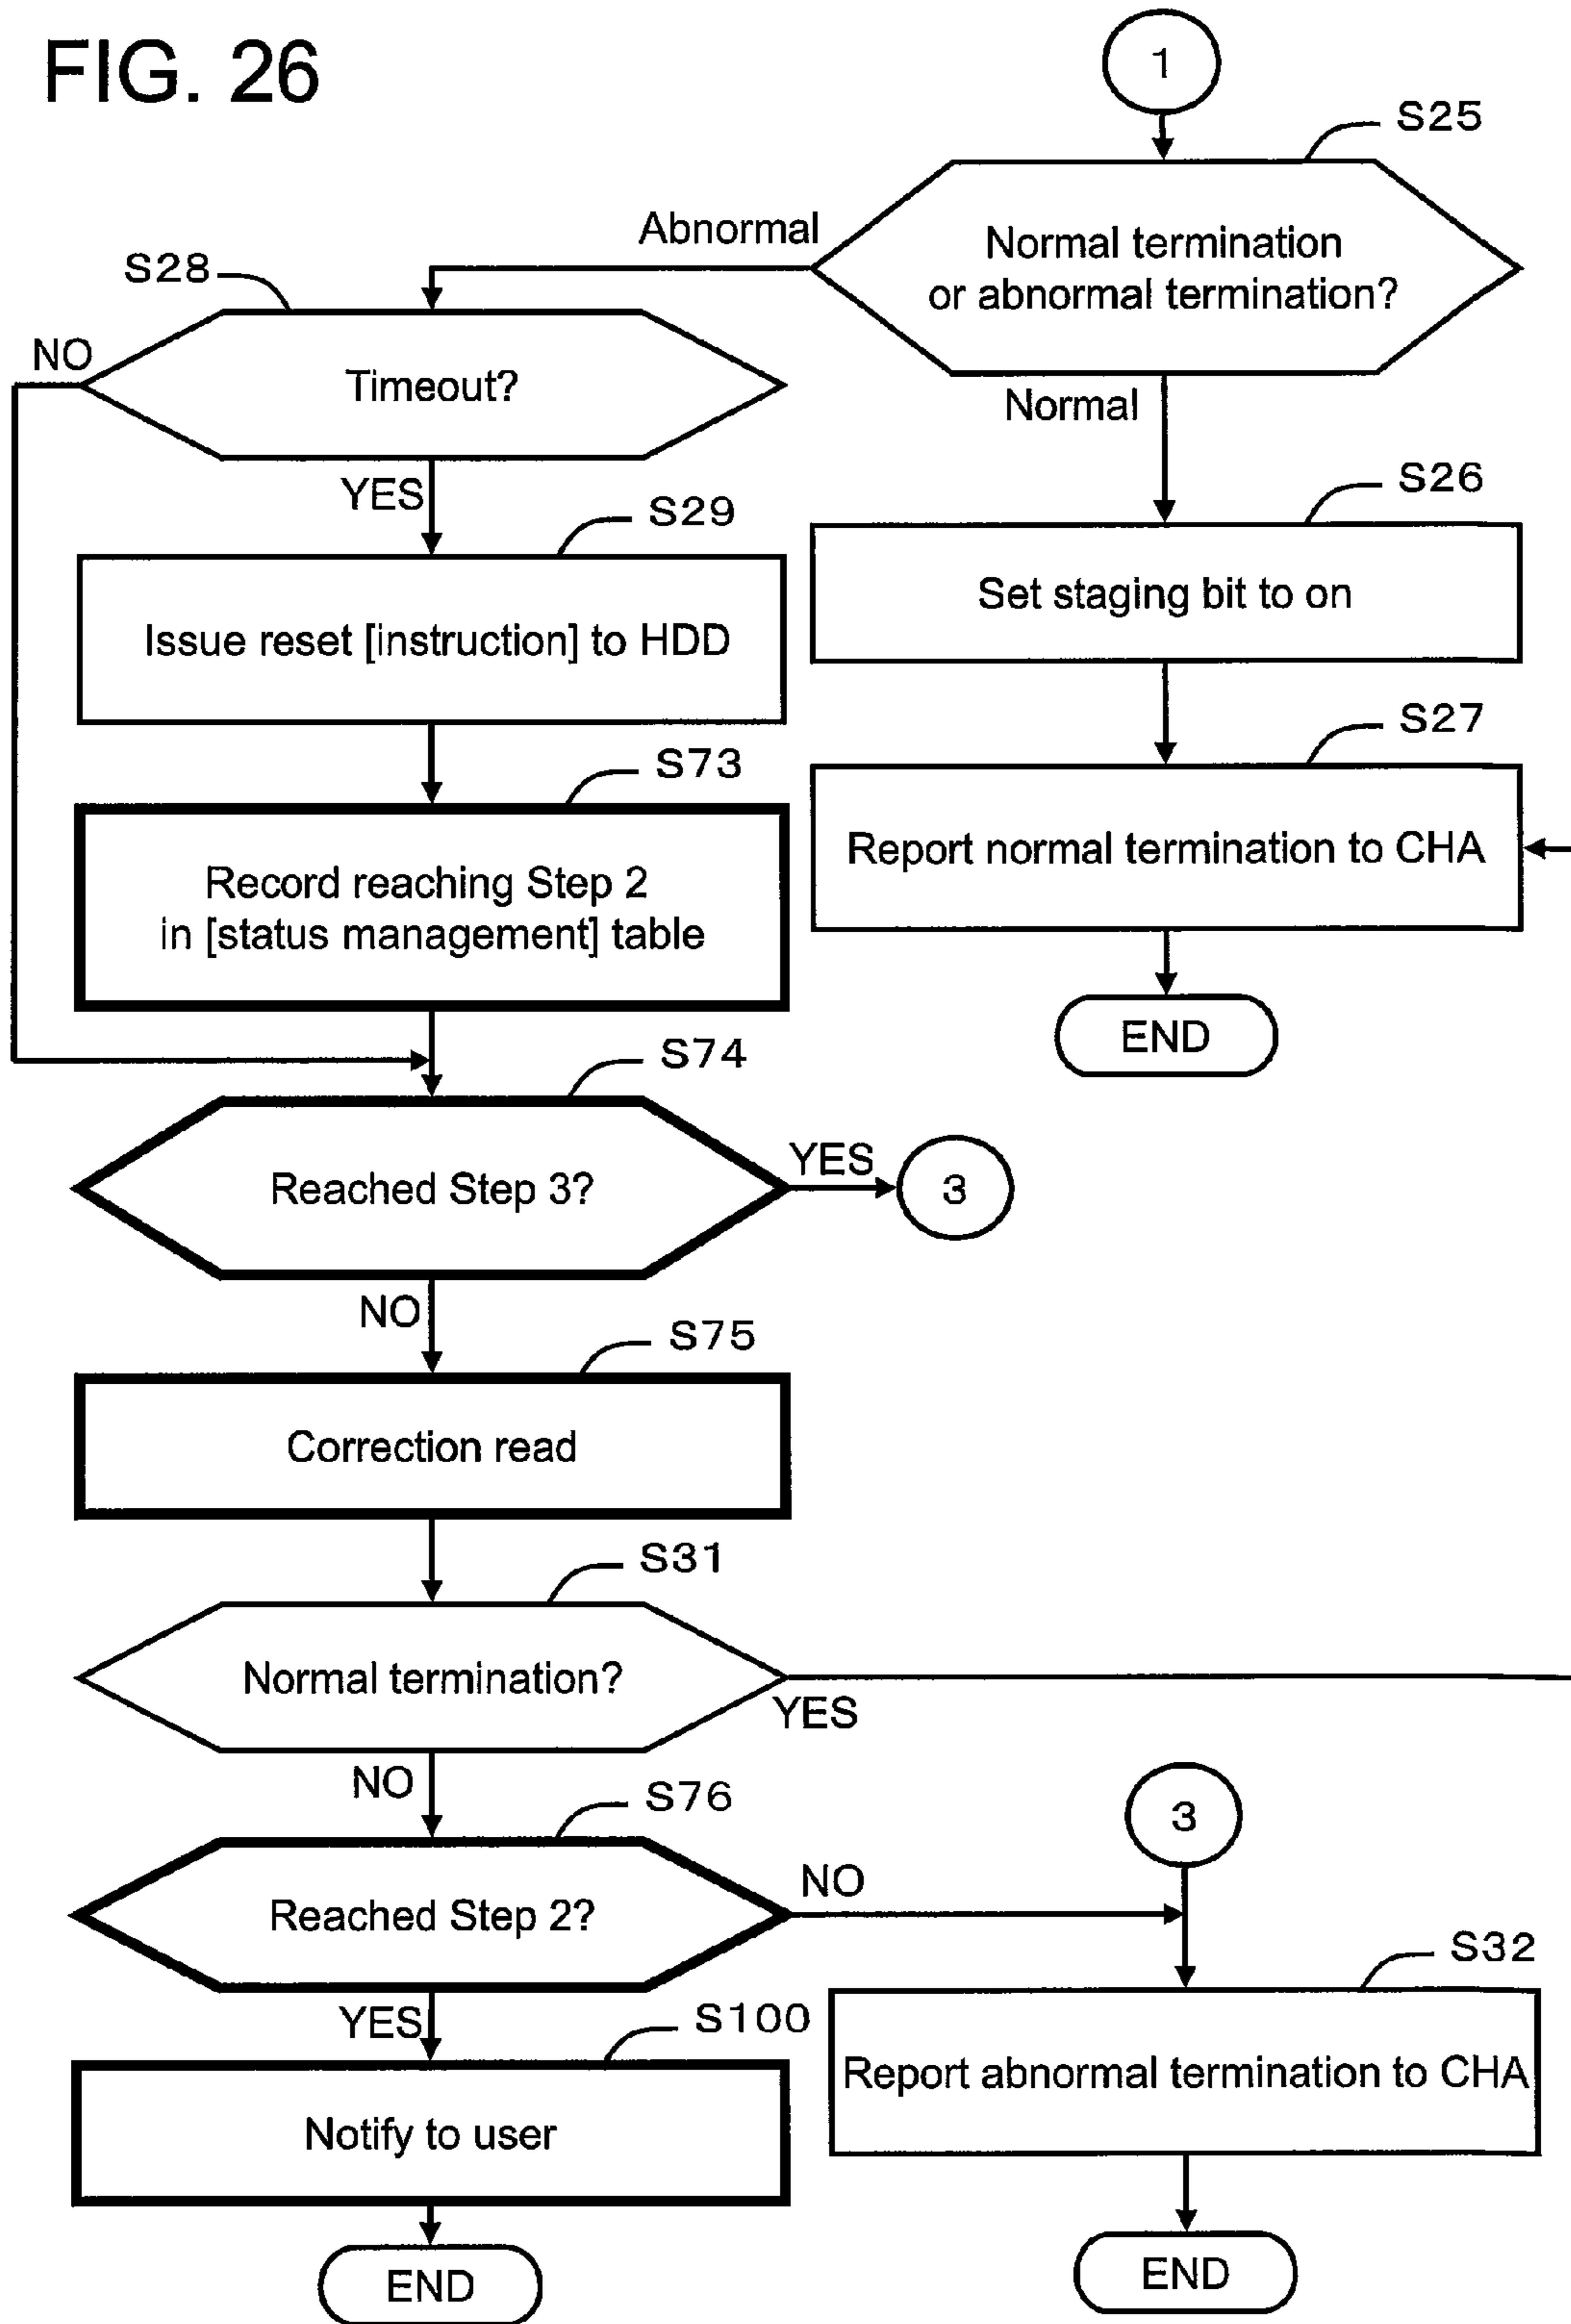 FIG. 26
1
S25
Normal termination
or abnormal termination?
Abnormal
Normal
S28
NO
Timeout?
YES
S29
Issue reset [instruction] to HDD
S26
Set staging bit to on
S27
Report normal termination to CHA
END
S73
Record reaching Step 2
in [status management] table
S74
Reached Step 3?
YES
3
NO
S75
Correction read
S31
Normal termination?
YES
NO
S76
Reached Step 2?
NO
3
YES
S32
Report abnormal termination to CHA
END
S100
Notify to user
END